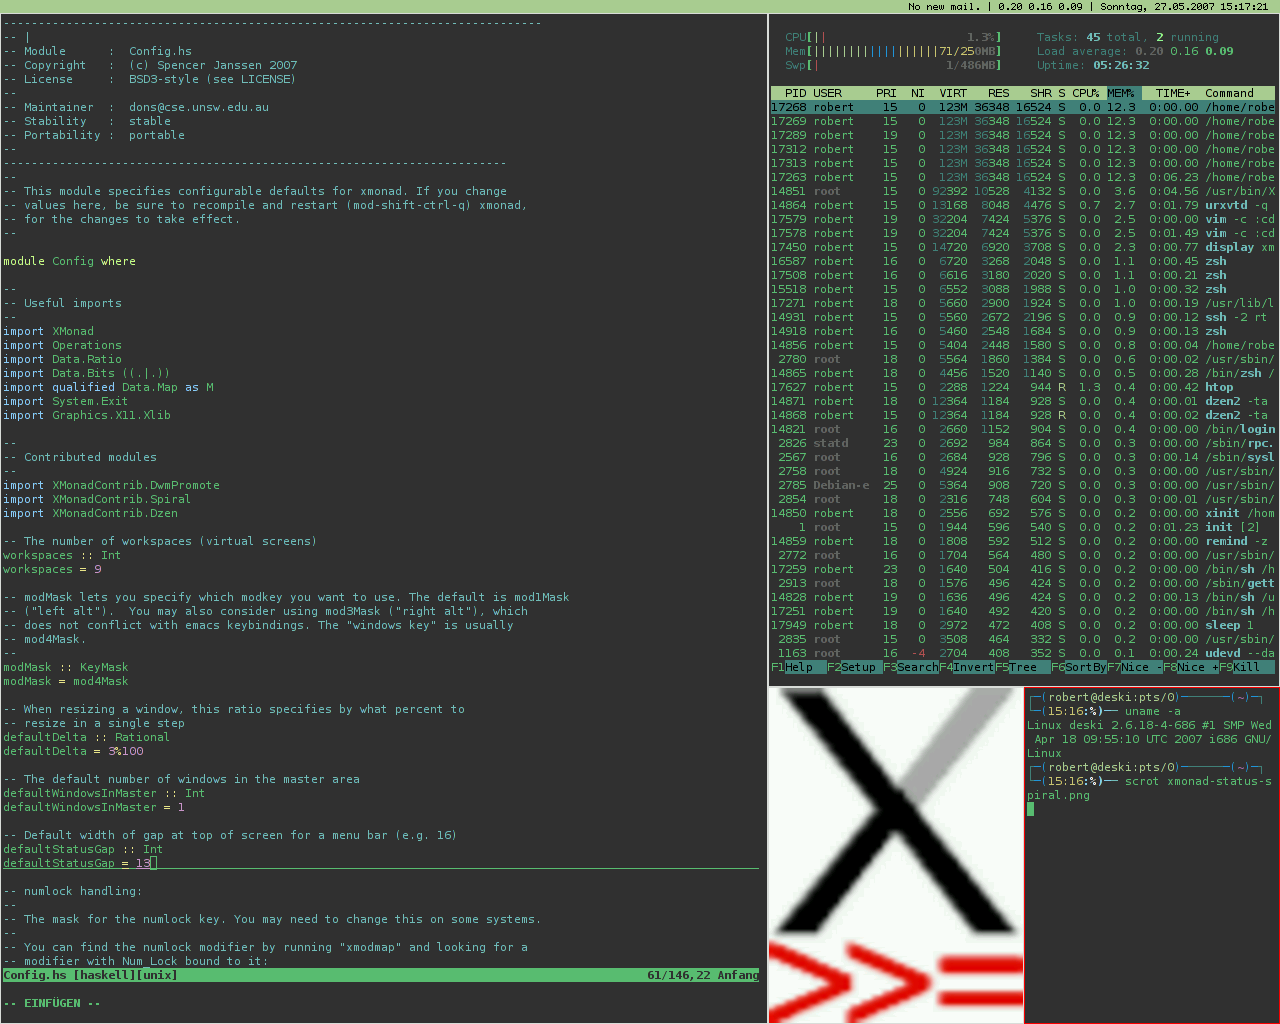 No new mail. | 0.20 0.16 0.09 | Sonntag, 27.05.2007 15:17:21
-----------------------------------------------------------------------------
-- |
-- Module      :  Config.hs
-- Copyright   :  (c) Spencer Janssen 2007
-- License     :  BSD3-style (see LICENSE)
--
-- Maintainer  :  dons@cse.unsw.edu.au
-- Stability   :  stable
-- Portability :  portable
--
------------------------------------------------------------------------
--
-- This module specifies configurable defaults for xmonad. If you change
-- values here, be sure to recompile and restart (mod-shift-ctrl-q) xmonad,
-- for the changes to take effect.
--
module Config where
--
-- Useful imports
--
import XMonad
import Operations
import Data.Ratio
import Data.Bits ((.|.))
import qualified Data.Map as M
import System.Exit
import Graphics.X11.Xlib
--
-- Contributed modules
--
import XMonadContrib.DwmPromote
import XMonadContrib.Spiral
import XMonadContrib.Dzen
-- The number of workspaces (virtual screens)
workspaces :: Int
workspaces = 9
-- modMask lets you specify which modkey you want to use. The default is mod1Mask
-- ("left alt").  You may also consider using mod3Mask ("right alt"), which
-- does not conflict with emacs keybindings. The "windows key" is usually
-- mod4Mask.
--
modMask :: KeyMask
modMask = mod4Mask
-- When resizing a window, this ratio specifies by what percent to
-- resize in a single step
defaultDelta :: Rational
defaultDelta = 3%100
-- The default number of windows in the master area
defaultWindowsInMaster :: Int
defaultWindowsInMaster = 1
-- Default width of gap at top of screen for a menu bar (e.g. 16)
defaultStatusGap :: Int
defaultStatusGap = 13
-- numlock handling:
--
-- The mask for the numlock key. You may need to change this on some systems.
--
-- You can find the numlock modifier by running "xmodmap" and looking for a
-- modifier with Num_Lock bound to it:
Config.hs [haskell][unix] 61/146,22 Anfang
-- EINFÜGEN --
CPU[|| 1.3%] Tasks: 45 total, 2 running
Mem[||||||||||||||||||71/250MB] Load average: 0.20 0.16 0.09
Swp[| 1/486MB] Uptime: 05:26:32
PID USER PRI NI VIRT RES SHR S CPU% MEM% TIME+ Command
17268 robert 15 0 123M 36348 16524 S 0.0 12.3 0:00.00 /home/robe
17269 robert 15 0 123M 36348 16524 S 0.0 12.3 0:00.00 /home/robe
17289 robert 19 0 123M 36348 16524 S 0.0 12.3 0:00.00 /home/robe
17312 robert 15 0 123M 36348 16524 S 0.0 12.3 0:00.00 /home/robe
17313 robert 15 0 123M 36348 16524 S 0.0 12.3 0:00.00 /home/robe
17263 robert 15 0 123M 36348 16524 S 0.0 12.3 0:06.23 /home/robe
14851 root 15 0 92392 10528 4132 S 0.0 3.6 0:04.56 /usr/bin/X
14864 robert 15 0 13168 8048 4476 S 0.7 2.7 0:01.79 urxvtd -q
17579 robert 19 0 32204 7424 5376 S 0.0 2.5 0:00.00 vim -c :cd
17578 robert 19 0 32204 7424 5376 S 0.0 2.5 0:01.49 vim -c :cd
17450 robert 15 0 14720 6920 3708 S 0.0 2.3 0:00.77 display xm
16587 robert 16 0 6720 3268 2048 S 0.0 1.1 0:00.45 zsh
17508 robert 16 0 6616 3180 2020 S 0.0 1.1 0:00.21 zsh
15518 robert 15 0 6552 3088 1988 S 0.0 1.0 0:00.32 zsh
17271 robert 18 0 5660 2900 1924 S 0.0 1.0 0:00.19 /usr/lib/l
14931 robert 15 0 5560 2672 2196 S 0.0 0.9 0:00.12 ssh -2 rt
14918 robert 16 0 5460 2548 1684 S 0.0 0.9 0:00.13 zsh
14856 robert 15 0 5404 2448 1580 S 0.0 0.8 0:00.04 /home/robe
2780 root 18 0 5564 1860 1384 S 0.0 0.6 0:00.02 /usr/sbin/
14865 robert 18 0 4456 1520 1140 S 0.0 0.5 0:00.28 /bin/zsh /
17627 robert 15 0 2288 1224 944 R 1.3 0.4 0:00.42 htop
14871 robert 18 0 12364 1184 928 S 0.0 0.4 0:00.01 dzen2 -ta
14868 robert 15 0 12364 1184 928 R 0.0 0.4 0:00.02 dzen2 -ta
14821 root 16 0 2660 1152 904 S 0.0 0.4 0:00.00 /bin/login
2826 statd 23 0 2692 984 864 S 0.0 0.3 0:00.00 /sbin/rpc.
2567 root 16 0 2684 928 796 S 0.0 0.3 0:00.14 /sbin/sysl
2758 root 18 0 4924 916 732 S 0.0 0.3 0:00.00 /usr/sbin/
2785 Debian-e 25 0 5364 908 720 S 0.0 0.3 0:00.00 /usr/sbin/
2854 root 18 0 2316 748 604 S 0.0 0.3 0:00.01 /usr/sbin/
14850 robert 18 0 2556 692 576 S 0.0 0.2 0:00.00 xinit /hom
1 root 15 0 1944 596 540 S 0.0 0.2 0:01.23 init [2]
14859 robert 18 0 1808 592 512 S 0.0 0.2 0:00.00 remind -z
2772 root 16 0 1704 564 480 S 0.0 0.2 0:00.00 /usr/sbin/
17259 robert 23 0 1640 504 416 S 0.0 0.2 0:00.00 /bin/sh /h
2913 root 18 0 1576 496 424 S 0.0 0.2 0:00.00 /sbin/gett
14828 robert 19 0 1636 496 424 S 0.0 0.2 0:00.13 /bin/sh /u
17251 robert 19 0 1640 492 420 S 0.0 0.2 0:00.00 /bin/sh /h
17949 robert 18 0 2972 472 408 S 0.0 0.2 0:00.00 sleep 1
2835 root 15 0 3508 464 332 S 0.0 0.2 0:00.00 /usr/sbin/
1163 root 16 -4 2704 408 352 S 0.0 0.1 0:00.24 udevd --da
F1Help F2Setup F3SearchF4InvertF5Tree F6SortByF7Nice -F8Nice +F9Kill
┌─(robert@deski:pts/0)───────(~)─┐
└─(15:16:%)── uname -a
Linux deski 2.6.18-4-686 #1 SMP Wed
Apr 18 09:55:10 UTC 2007 i686 GNU/
Linux
┌─(robert@deski:pts/0)───────(~)─┐
└─(15:16:%)── scrot xmonad-status-s
piral.png
X
>>=